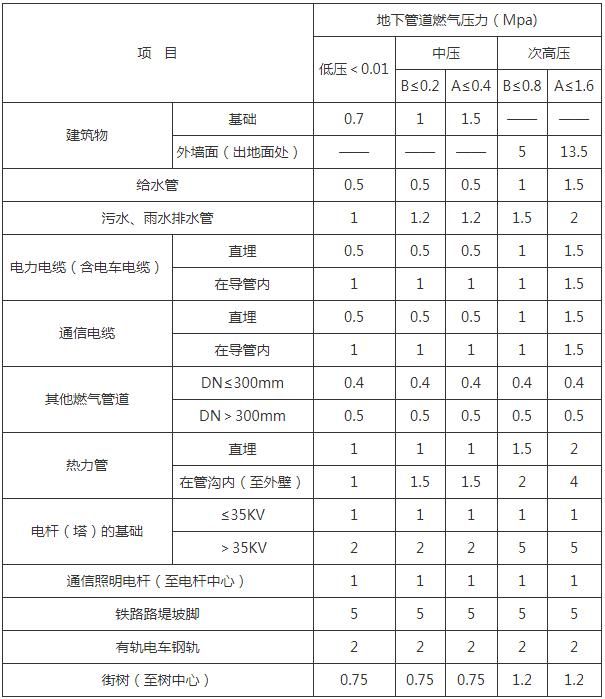 项 目 地下管道燃气压力（Mpa)
低压＜0.01 中压 次高压
B≤0.2 A≤0.4 B≤0.8 A≤1.6
建筑物 基础 0.7 1 1.5 —— ——
外墙面（出地面处） —— —— —— 5 13.5
给水管 0.5 0.5 0.5 1 1.5
污水、雨水排水管 1 1.2 1.2 1.5 2
电力电缆（含电车电缆） 直埋 0.5 0.5 0.5 1 1.5
在导管内 1 1 1 1 1.5
通信电缆 直埋 0.5 0.5 0.5 1 1.5
在导管内 1 1 1 1 1.5
其他燃气管道 DN≤300mm 0.4 0.4 0.4 0.4 0.4
DN＞300mm 0.5 0.5 0.5 0.5 0.5
热力管 直埋 1 1 1 1.5 2
在管沟内（至外壁） 1 1.5 1.5 2 4
电杆（塔）的基础 ≤35KV 1 1 1 1 1
＞35KV 2 2 2 5 5
通信照明电杆（至电杆中心） 1 1 1 1 1
铁路路堤坡脚 5 5 5 5 5
有轨电车钢轨 2 2 2 2 2
街树（至树中心） 0.75 0.75 0.75 1.2 1.2